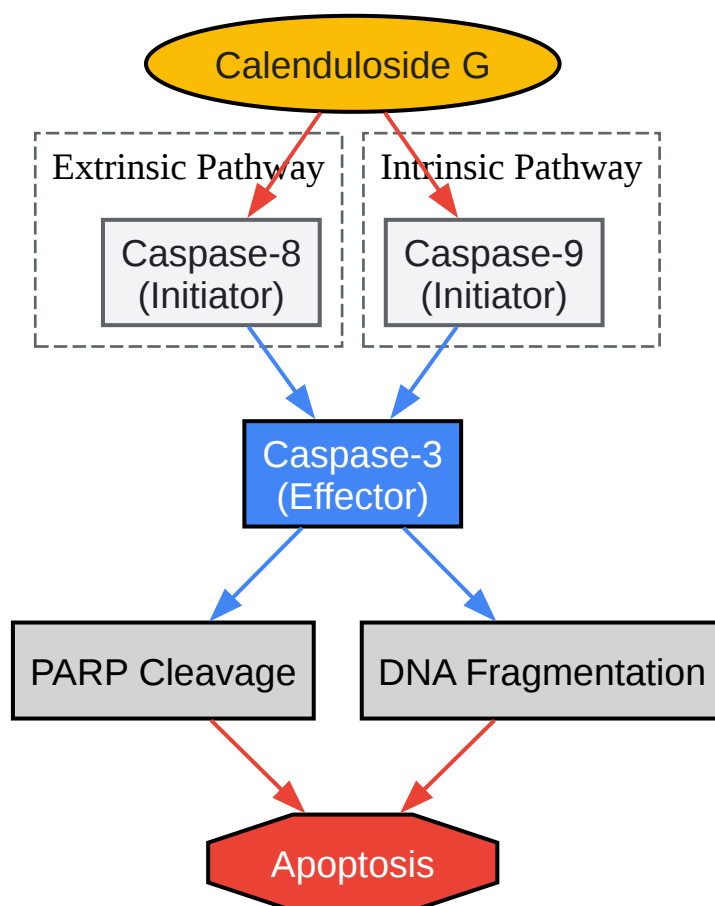 Calenduloside G
Extrinsic Pathway
Intrinsic Pathway
Caspase-8
(Initiator)
Caspase-9
(Initiator)
Caspase-3
(Effector)
PARP Cleavage
DNA Fragmentation
Apoptosis